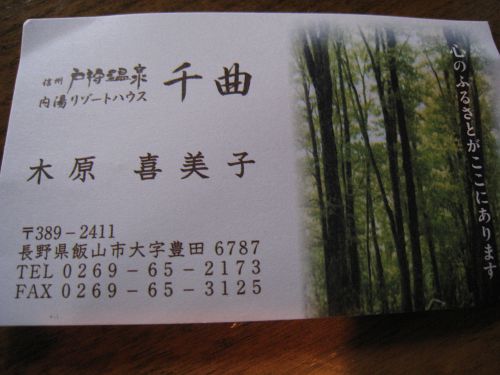 信州 戸狩温泉 千曲
内湯リゾートハウス
木原 喜美子
〒389-2411
長野県飯山市大字豊田 6787
TEL 0269-65-2173
FAX 0269-65-3125
心のふるさとがここにあります